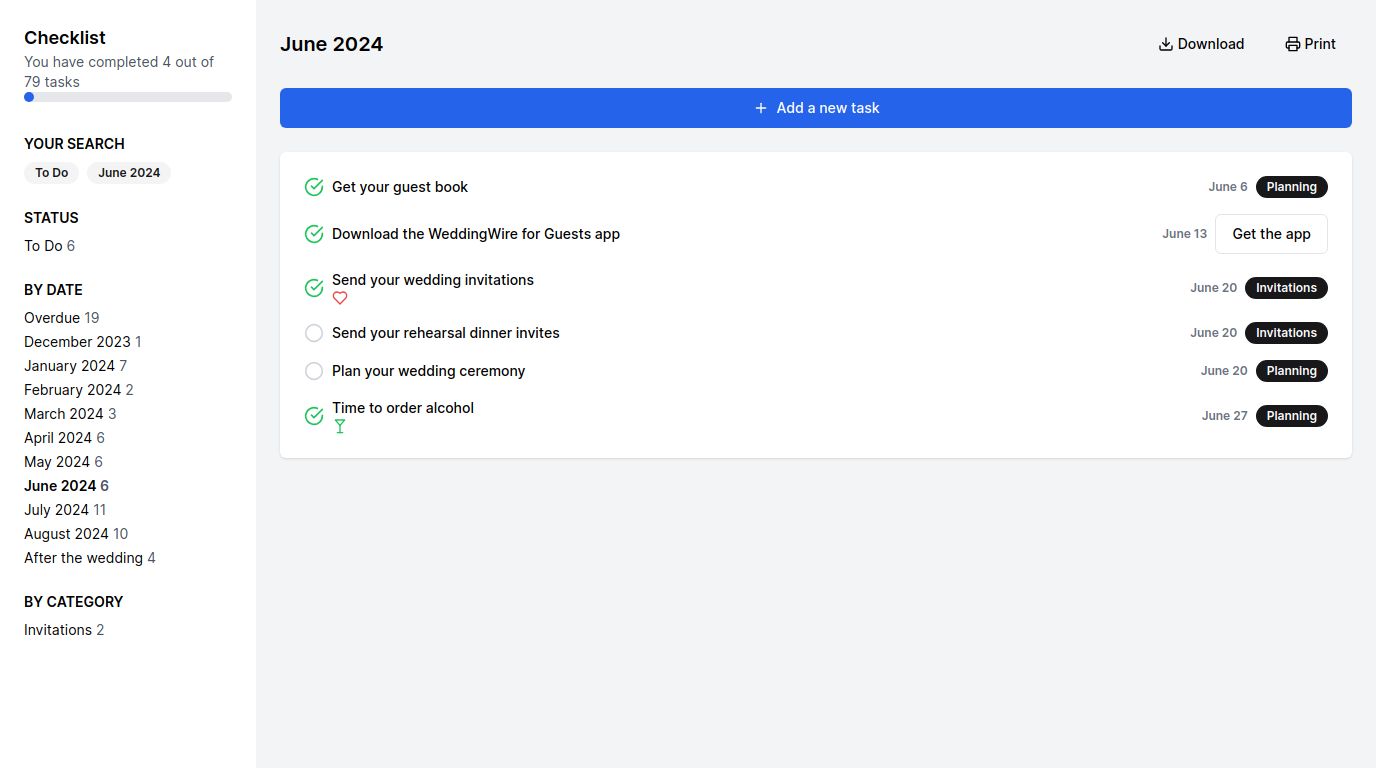 Checklist
You have completed 4 out of
79 tasks
YOUR SEARCH
To Do June 2024
STATUS
To Do 6
BY DATE
Overdue 19
December 2023 1
January 2024 7
February 2024 2
March 2024 3
April 2024 6
May 2024 6
June 2024 6
July 2024 11
August 2024 10
After the wedding 4
BY CATEGORY
Invitations 2
June 2024
Download Print
Add a new task
Get your guest book June 6 Planning
Download the WeddingWire for Guests app June 13 Get the app
Send your wedding invitations June 20 Invitations
Send your rehearsal dinner invites June 20 Invitations
Plan your wedding ceremony June 20 Planning
Time to order alcohol June 27 Planning